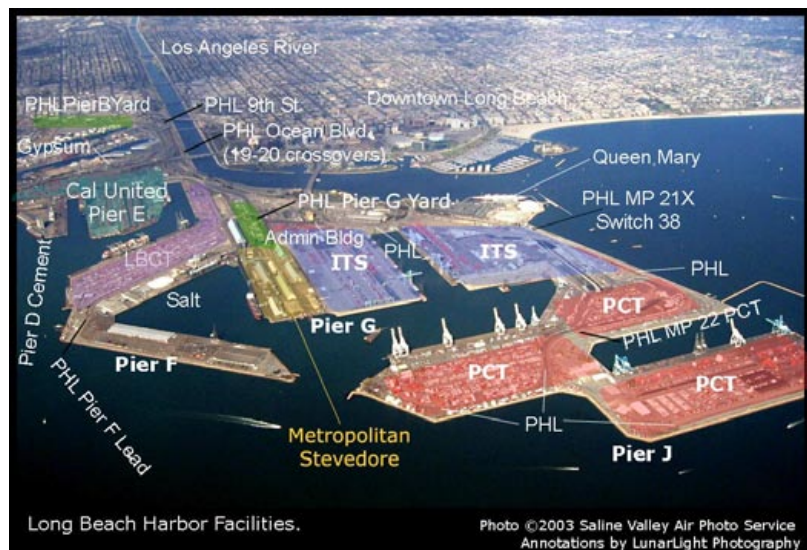 Los Angeles River
PHL Pier B Yard
PHL 9th St.
Downtown Long Beach
PHL Ocean Blvd.
(19-20 crossovers)
Gypsum
Queen Mary
Cal United
Pier E
PHL Pier G Yard
PHL MP 21X
Switch 38
Admin Bldg
LBCT
ITS
PHL
ITS
PHL
Pier D Cement
Salt
PCT
Pier G
PHL MP 22 PCT
Pier F
PCT
PCT
PHL Pier F Lead
Metropolitan
Stevedore
PHL
Pier J
Long Beach Harbor Facilities.
Photo ©2003 Saline Valley Air Photo Service
Annotations by LunarLight Photography